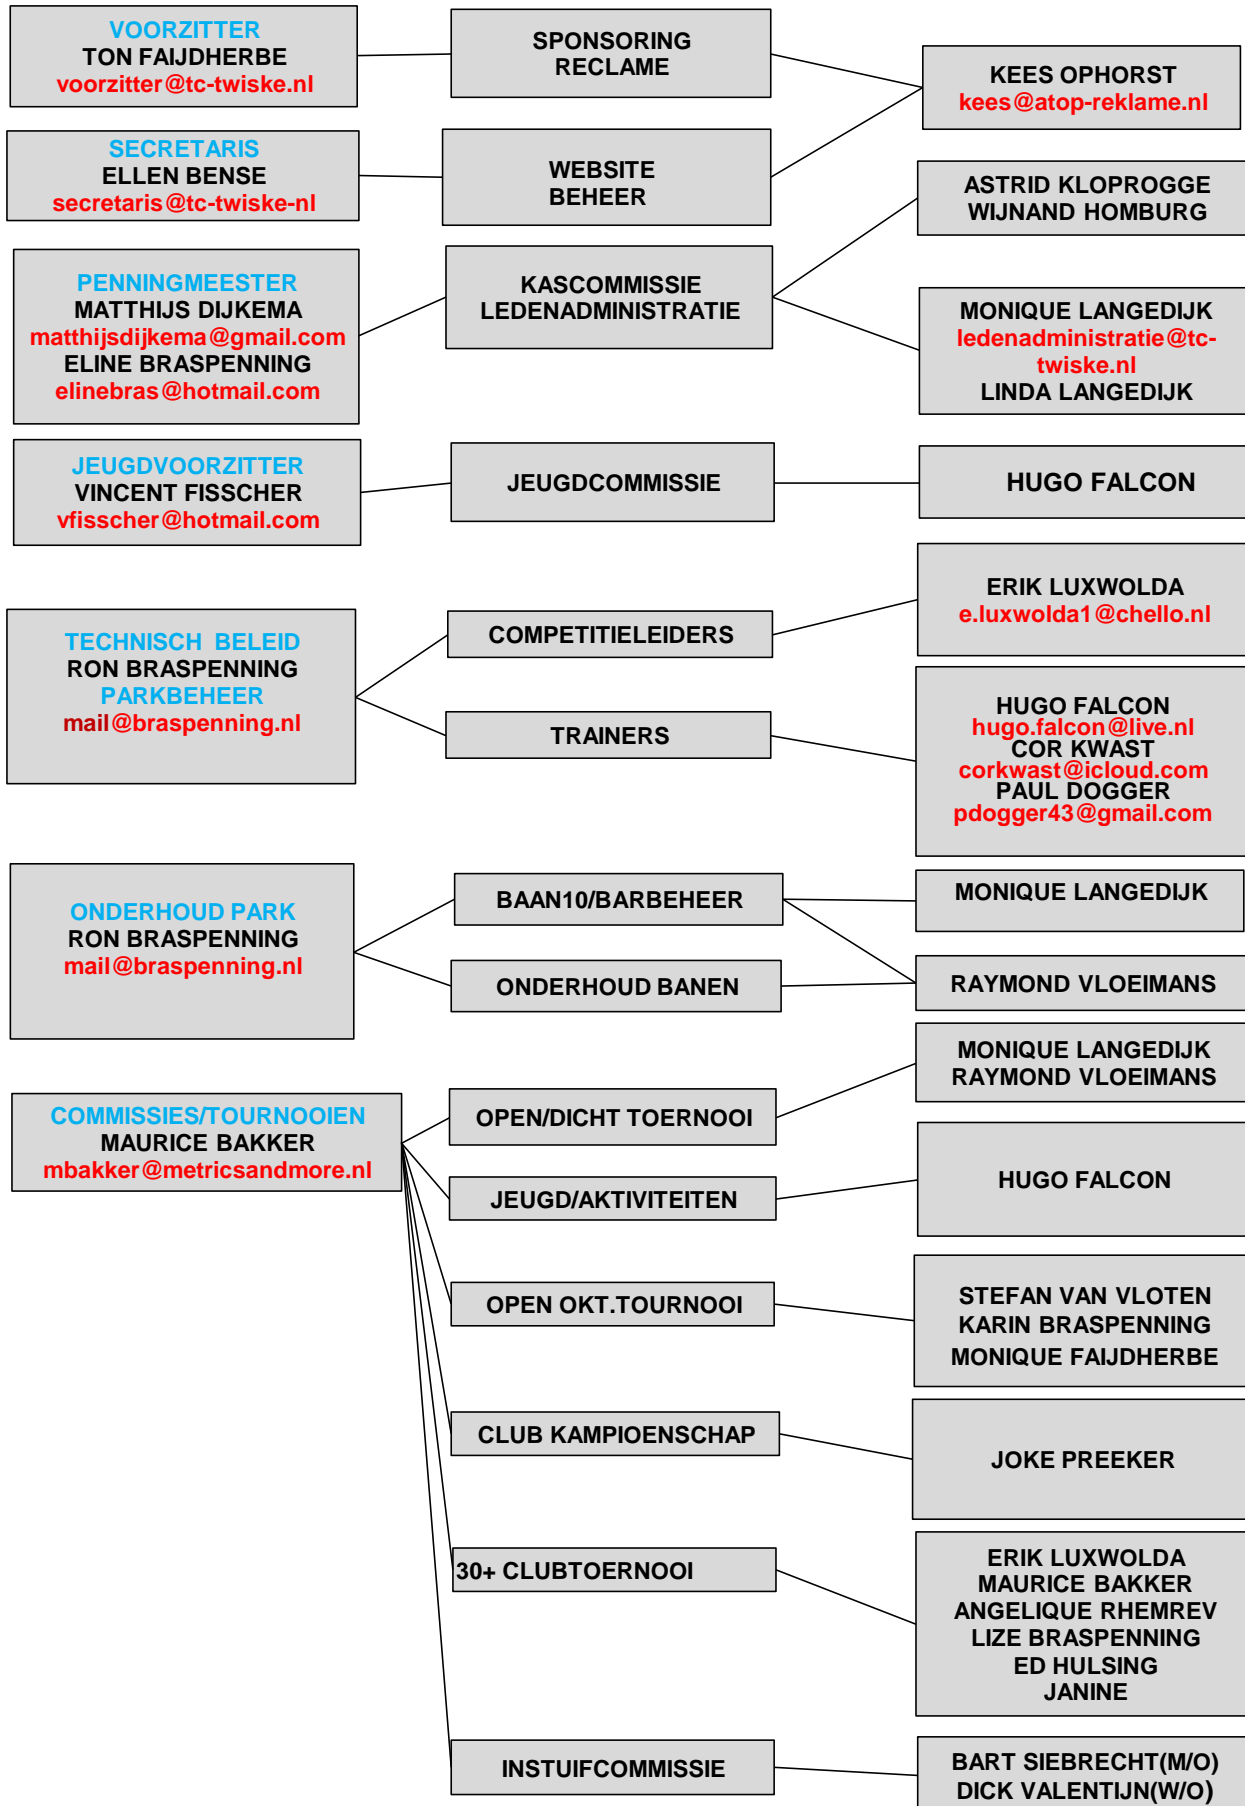 VOORZITTER
TON FAIJDHERBE
voorzitter@tc-twiske.nl
SPONSORING
RECLAME
KEES OPHORST
kees@atop-reklame.nl
SECRETARIS
ELLEN BENSE
secretaris@tc-twiske-nl
WEBSITE
BEHEER
ASTRID KLOPROGGE
WIJNAND HOMBURG
PENNINGMEESTER
MATTHIJS DIJKEMA
matthijsdijkema@gmail.com
ELINE BRASPENNING
elinebras@hotmail.com
KASCOMMISSIE
LEDENADMINISTRATIE
MONIQUE LANGEDIJK
ledenadministratie@tc-
twiske.nl
LINDA LANGEDIJK
JEUGDVOORZITTER
VINCENT FISSCHER
vfisscher@hotmail.com
JEUGDCOMMISSIE
HUGO FALCON
TECHNISCH  BELEID
RON BRASPENNING
PARKBEHEER
mail@braspenning.nl
COMPETITIELEIDERS
ERIK LUXWOLDA
e.luxwolda1@chello.nl
TRAINERS
HUGO FALCON
hugo.falcon@live.nl
COR KWAST
corkwast@icloud.com
PAUL DOGGER
pdogger43@gmail.com
ONDERHOUD PARK
RON BRASPENNING
mail@braspenning.nl
BAAN10/BARBEHEER
MONIQUE LANGEDIJK
ONDERHOUD BANEN
RAYMOND VLOEIMANS
COMMISSIES/TOURNOOIEN
MAURICE BAKKER
mbakker@metricsandmore.nl
OPEN/DICHT TOERNOOI
MONIQUE LANGEDIJK
RAYMOND VLOEIMANS
JEUGD/AKTIVITEITEN
HUGO FALCON
OPEN OKT.TOURNOOI
STEFAN VAN VLOTEN
KARIN BRASPENNING
MONIQUE FAIJDHERBE
CLUB KAMPIOENSCHAP
JOKE PREEKER
30+ CLUBTOERNOOI
ERIK LUXWOLDA
MAURICE BAKKER
ANGELIQUE RHEMREV
LIZE BRASPENNING
ED HULSING
JANINE
INSTUIFCOMMISSIE
BART SIEBRECHT(M/O)
DICK VALENTIJN(W/O)